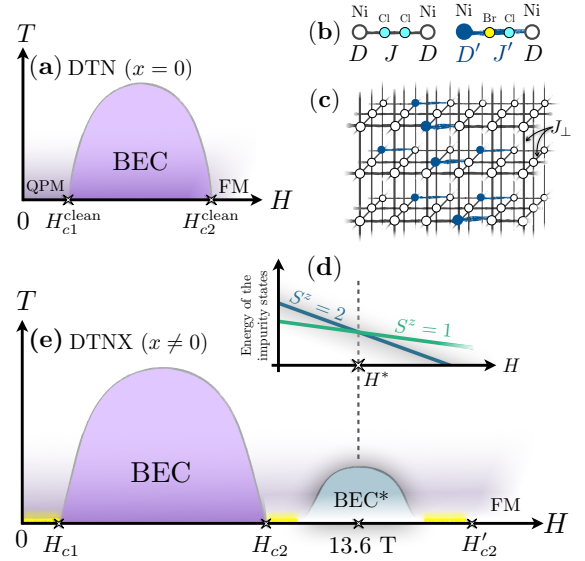 T
(a) DTN (x = 0)
BEC
QPM
FM
0
H_{c1}^{clean}
H_{c2}^{clean}
H
(b)
Ni Cl Cl Ni
D J D
Ni Br Cl Ni
D′ J′ D
(c)
J_⊥
(d)
Energy of the
impurity states
S^z = 2
S^z = 1
H
H*
T
(e) DTNX (x ≠ 0)
BEC
BEC*
FM
0
H_{c1}
H_{c2}
13.6 T
H′_{c2}
H